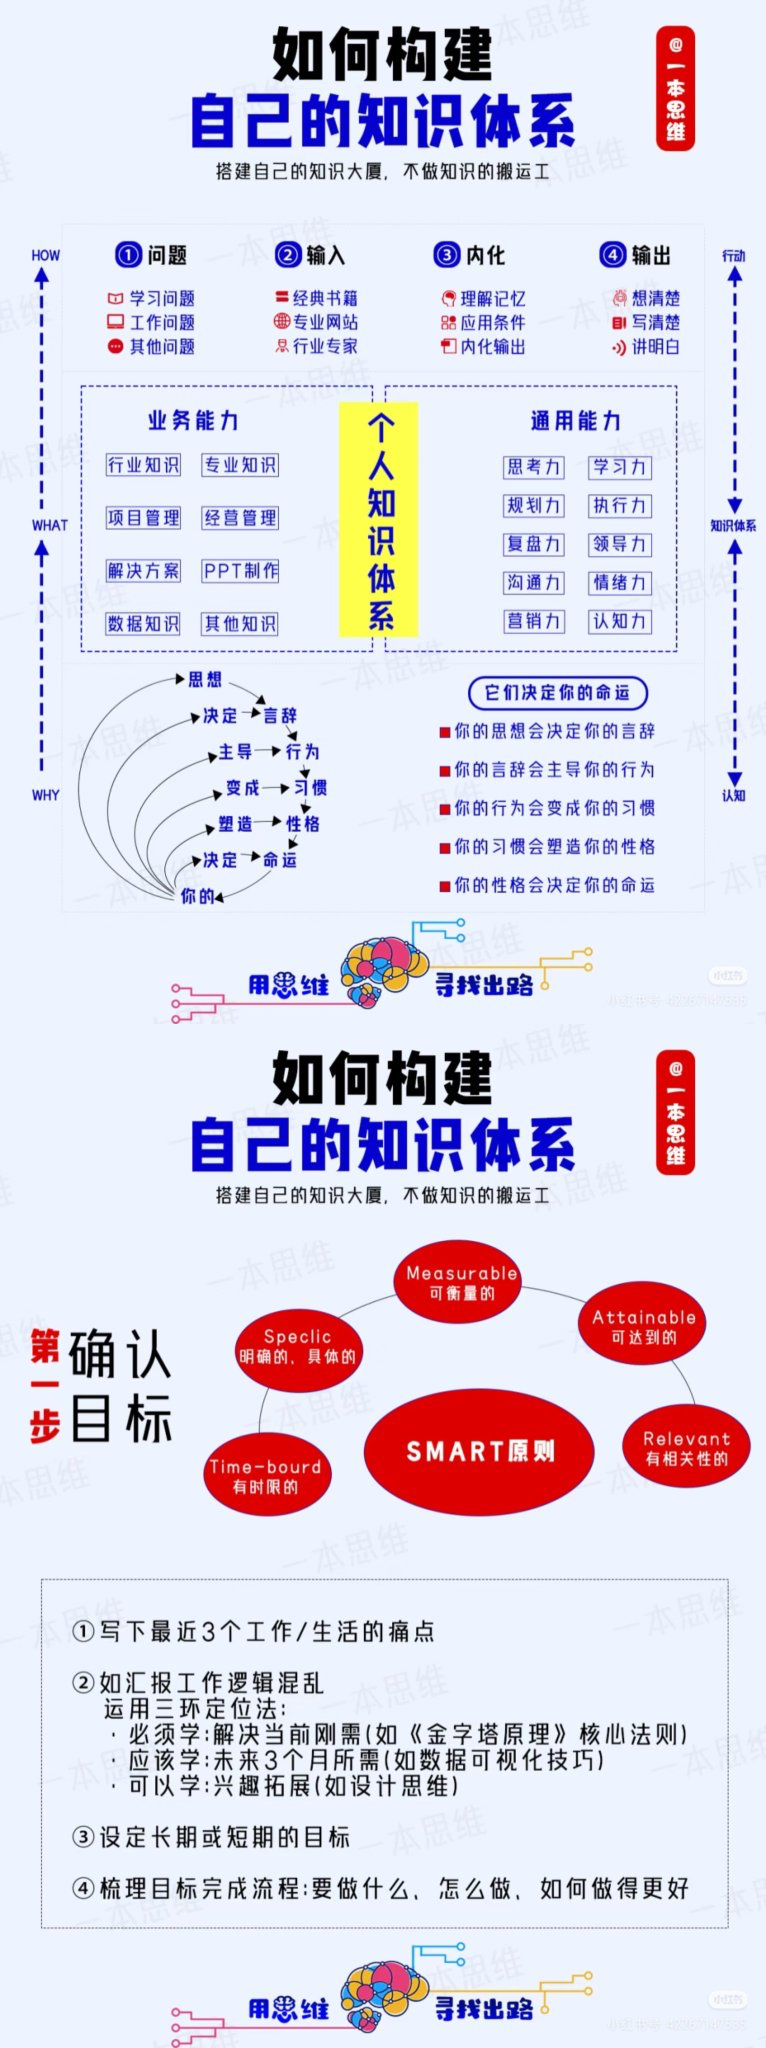 如何构建
自己的知识体系
搭建自己的知识大厦，不做知识的搬运工
@一本思维
HOW
WHAT
WHY
① 问题
学习问题
工作问题
其他问题
② 输入
经典书籍
专业网站
行业专家
③ 内化
理解记忆
应用条件
内化输出
④ 输出
想清楚
写清楚
讲明白
行动
知识体系
认知
业务能力
行业知识 专业知识
项目管理 经营管理
解决方案 PPT制作
数据知识 其他知识
个人知识体系
通用能力
思考力 学习力
规划力 执行力
复盘力 领导力
沟通力 情绪力
营销力 认知力
思想
决定 言辞
主导 行为
变成 习惯
塑造 性格
决定 命运
你的
它们决定你的命运
你的思想会决定你的言辞
你的言辞会主导你的行为
你的行为会变成你的习惯
你的习惯会塑造你的性格
你的性格会决定你的命运
用思维 寻找出路
小红书
如何构建
自己的知识体系
搭建自己的知识大厦，不做知识的搬运工
@一本思维
第一步
确认
目标
Measurable
可衡量的
Speclic
明确的、具体的
Attainable
可达到的
Time-bourd
有时限的
SMART原则
Relevant
有相关性的
①写下最近3个工作/生活的痛点
②如汇报工作逻辑混乱
运用三环定位法:
·必须学:解决当前刚需(如《金字塔原理》核心法则)
·应该学:未来3个月所需(如数据可视化技巧)
·可以学:兴趣拓展(如设计思维)
③设定长期或短期的目标
④梳理目标完成流程:要做什么、怎么做、如何做得更好
用思维 寻找出路
小红书
一本思维